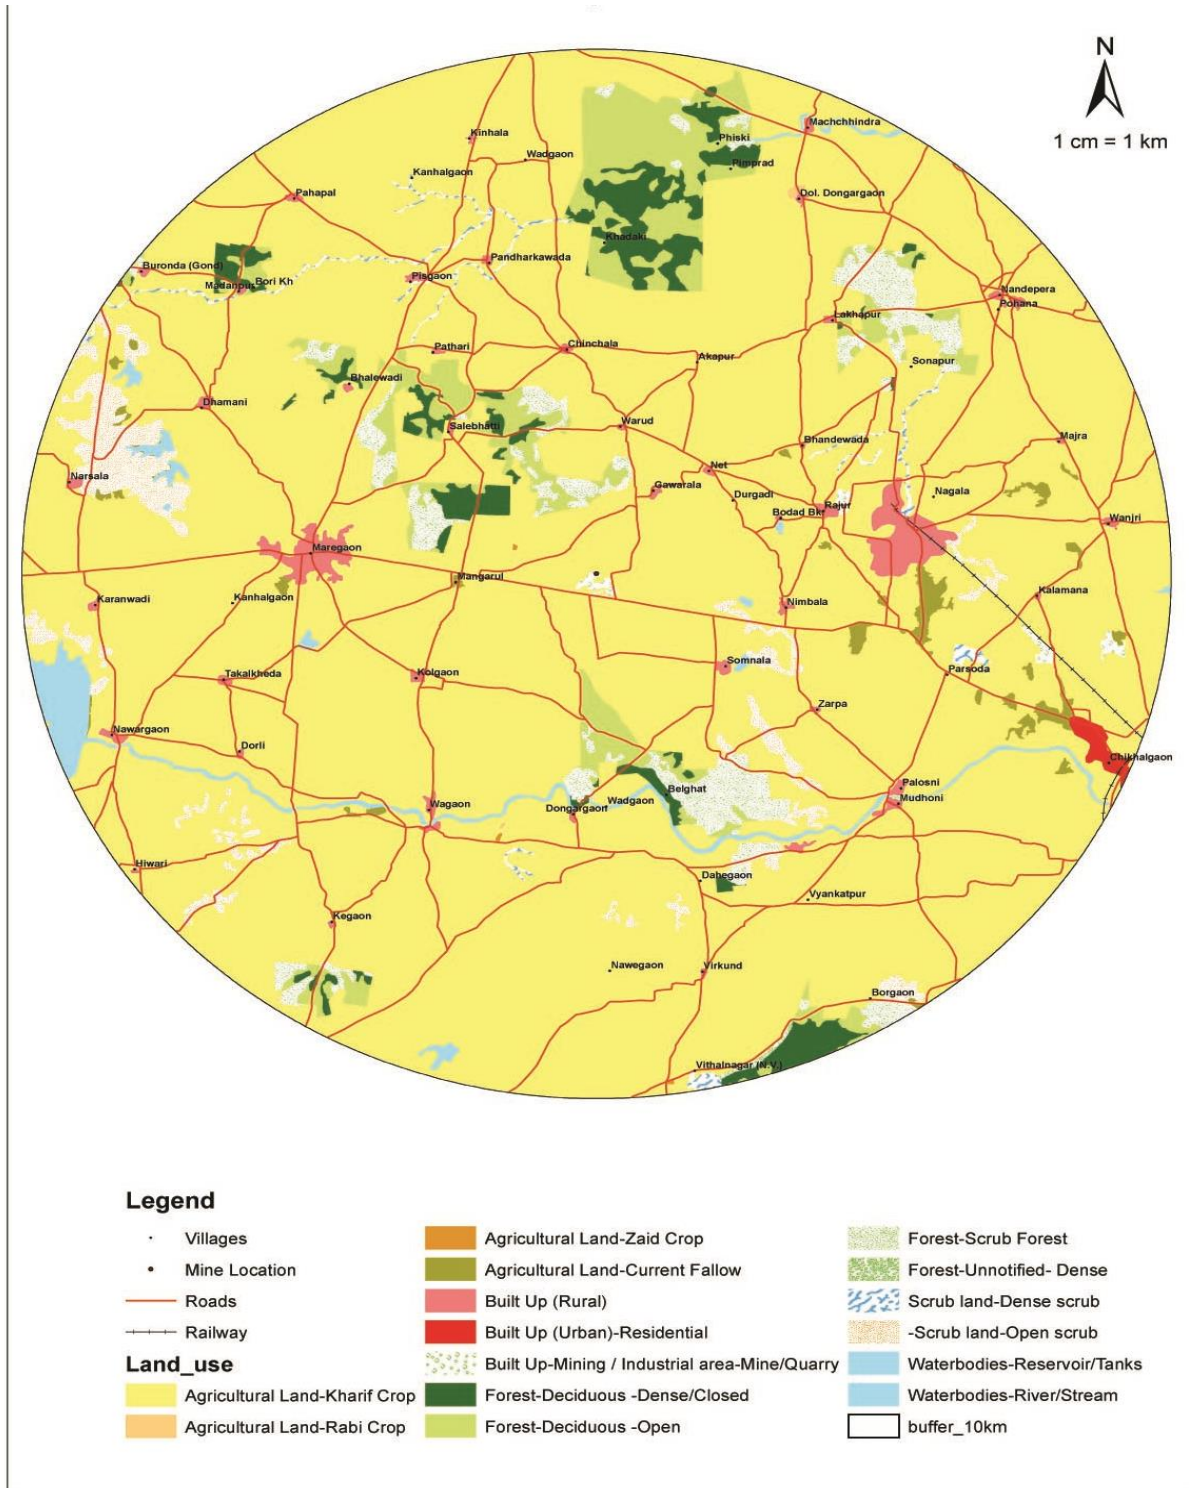 N
1 cm = 1 km
Machchhindra
Kinhala
Phiski
Wadgaon
Pimprad
Kanhalgaon
Pahapal
Dol. Dongargaon
Khadaki
Pandharkawada
Buronda (Gond)
Pisgaon
Bori Kh
Madanpur
Nandepera
Pohana
Lakhapur
Pathari
Chinchala
Akapur
Sonapur
Bhalewadi
Dhamani
Salebhatti
Warud
Bhandewada
Majra
Net
Narsala
Gawarala
Durgadi
Nagala
Rajur
Bodad Bk
Wanjri
Maregaon
Mangarul
Kalamana
Karanwadi
Kanhalgaon
Nimbala
Somnala
Parsoda
Takalkheda
Kolgaon
Zarpa
Nawargaon
Dorli
Chikhalgaon
Palosni
Belghat
Mudhoni
Wagaon
Dongargaon
Wadgaon
Hiwari
Dahegaon
Vyankatpur
Kegaon
Nawegaon
Virkund
Borgaon
Vithalnagar (N.V.)
Legend
Villages
Mine Location
Roads
Railway
Land_use
Agricultural Land-Kharif Crop
Agricultural Land-Rabi Crop
Agricultural Land-Zaid Crop
Agricultural Land-Current Fallow
Built Up (Rural)
Built Up (Urban)-Residential
Built Up-Mining / Industrial area-Mine/Quarry
Forest-Deciduous -Dense/Closed
Forest-Deciduous -Open
Forest-Scrub Forest
Forest-Unnotified- Dense
Scrub land-Dense scrub
-Scrub land-Open scrub
Waterbodies-Reservoir/Tanks
Waterbodies-River/Stream
buffer_10km